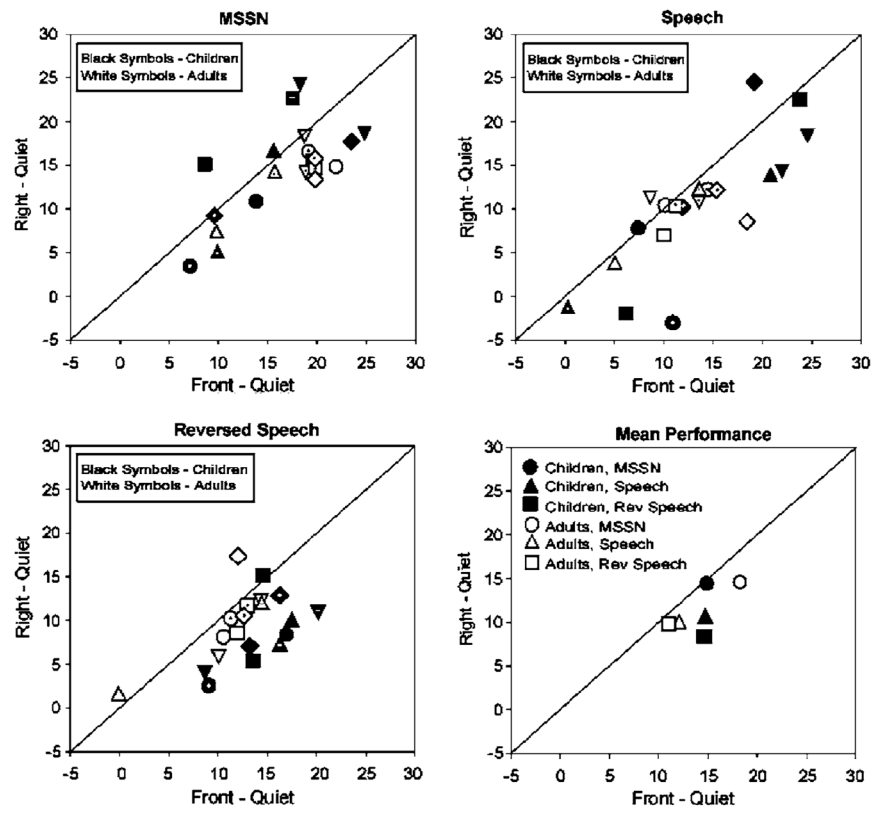 MSSN
30
25
20
15
10
5
0
-5
Right - Quiet
Black Symbols - Children
White Symbols - Adults
-5 0 5 10 15 20 25 30
Front - Quiet
Speech
30
25
20
15
10
5
0
-5
Right - Quiet
Black Symbols - Children
White Symbols - Adults
-5 0 5 10 15 20 25 30
Front - Quiet
Reversed Speech
30
25
20
15
10
5
0
-5
Right - Quiet
Black Symbols - Children
White Symbols - Adults
-5 0 5 10 15 20 25 30
Front - Quiet
Mean Performance
30
25
20
15
10
5
0
-5
Right - Quiet
Children, MSSN
Children, Speech
Children, Rev Speech
Adults, MSSN
Adults, Speech
Adults, Rev Speech
-5 0 5 10 15 20 25 30
Front - Quiet